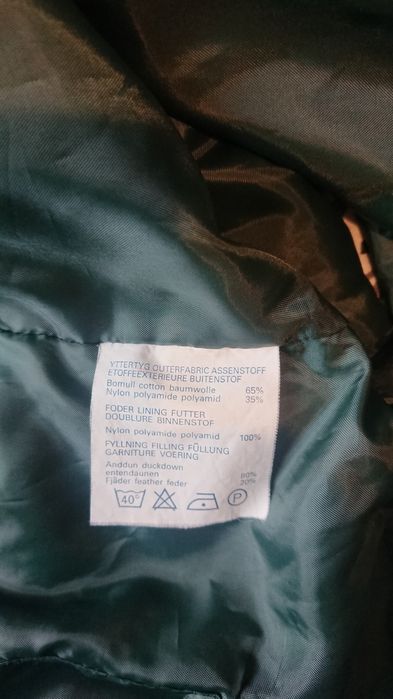 YTTERTYG OUTERFABRIC ASSENSTOFF
ETOFFEEXTERIEURE BUITENSTOF
Bomull cotton baumwolle 65%
Nylon polyamide polyamid 35%
FODER LINING FUTTER
DOUBLURE BINNENSTOF
Nylon polyamide polyamid 100%
FYLLNING FILLING FÜLLUNG
GARNITURE VOERING
Anddun duckdown
entendaunen 80%
Fjäder feather feder 20%
40° P